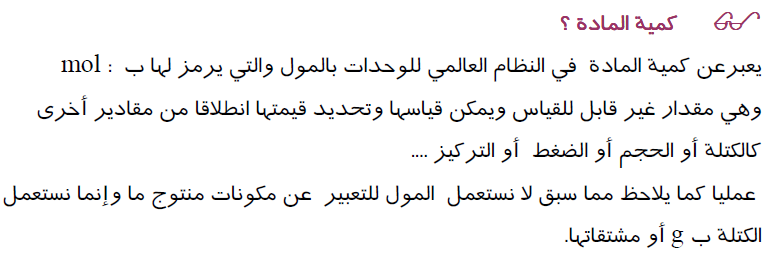 كمية المادة ؟
يعبرعن كمية المادة في النظام العالمي للوحدات بالمول والتي يرمز لها ب : mol
وهي مقدار غير قابل للقياس ويمكن قياسها وتحديد قيمتها انطلاقا من مقادير أخرى
كالكتلة أو الحجم أو الضغط أو التركيز ....
عمليا كما يلاحظ مما سبق لا نستعمل المول للتعبير عن مكونات منتوج ما وإنما نستعمل
الكتلة ب g أو مشتقاتها.